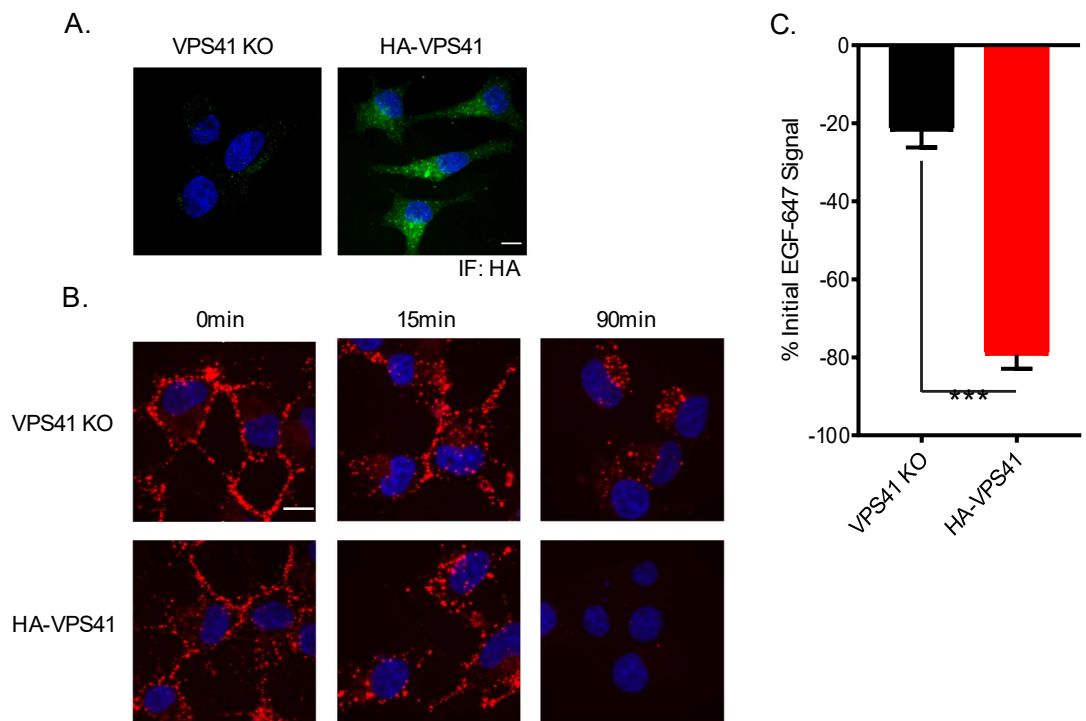 A.
VPS41 KO HA-VPS41
IF: HA
B.
0min 15min 90min
VPS41 KO
HA-VPS41
C.
% Initial EGF-647 Signal
0
-20
-40
-60
-80
-100
***
VPS41 KO
HA-VPS41